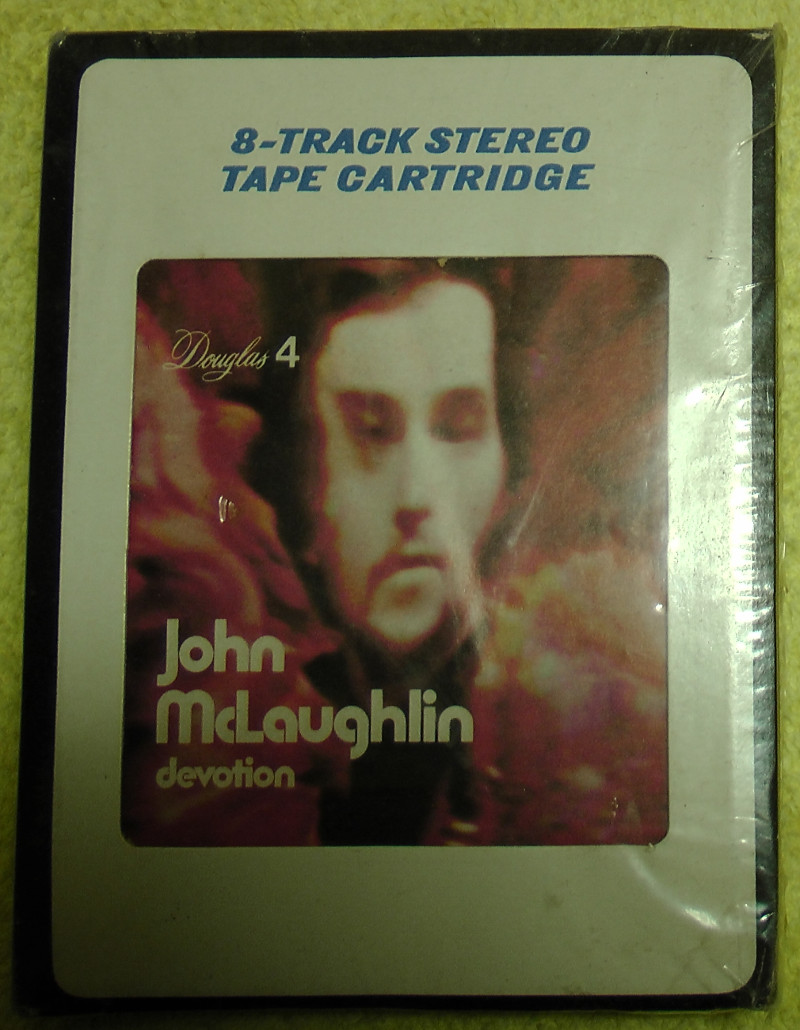 8-TRACK STEREO
TAPE CARTRIDGE
Douglas 4
John
McLaughlin
devotion